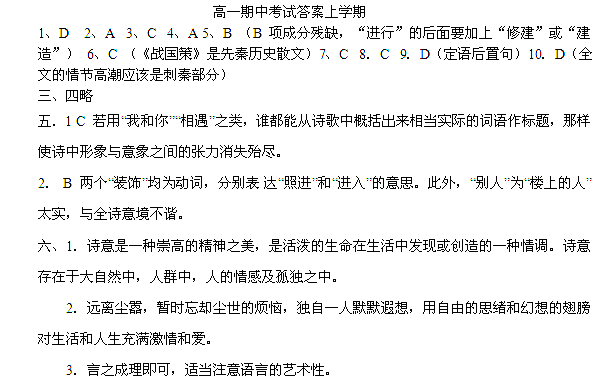 高一期中考试答案上学期
1、D 2、A 3、C 4、A 5、B （B 项成分残缺，“进行”的后面要加上“修建”或“建
造”） 6、C （《战国策》是先秦历史散文）7、C 8．C 9．D（定语后置句）10．D（全
文的情节高潮应该是刺秦部分）
三、四略
五．1 C 若用“我和你”“相遇”之类，谁都能从诗歌中概括出来相当实际的词语作标题，那样
使诗中形象与意象之间的张力消失殆尽。
2． B 两个“装饰”均为动词，分别表 达“照进”和“进入”的意思。此外，“别人”为“楼上的人”
太实，与全诗意境不谐。
六、1．诗意是一种崇高的精神之美，是活泼的生命在生活中发现或创造的一种情调。诗意
存在于大自然中，人群中，人的情感及孤独之中。
2．远离尘嚣，暂时忘却尘世的烦恼，独自一人默默遐想，用自由的思绪和幻想的翅膀
对生活和人生充满激情和爱。
3．言之成理即可，适当注意语言的艺术性。